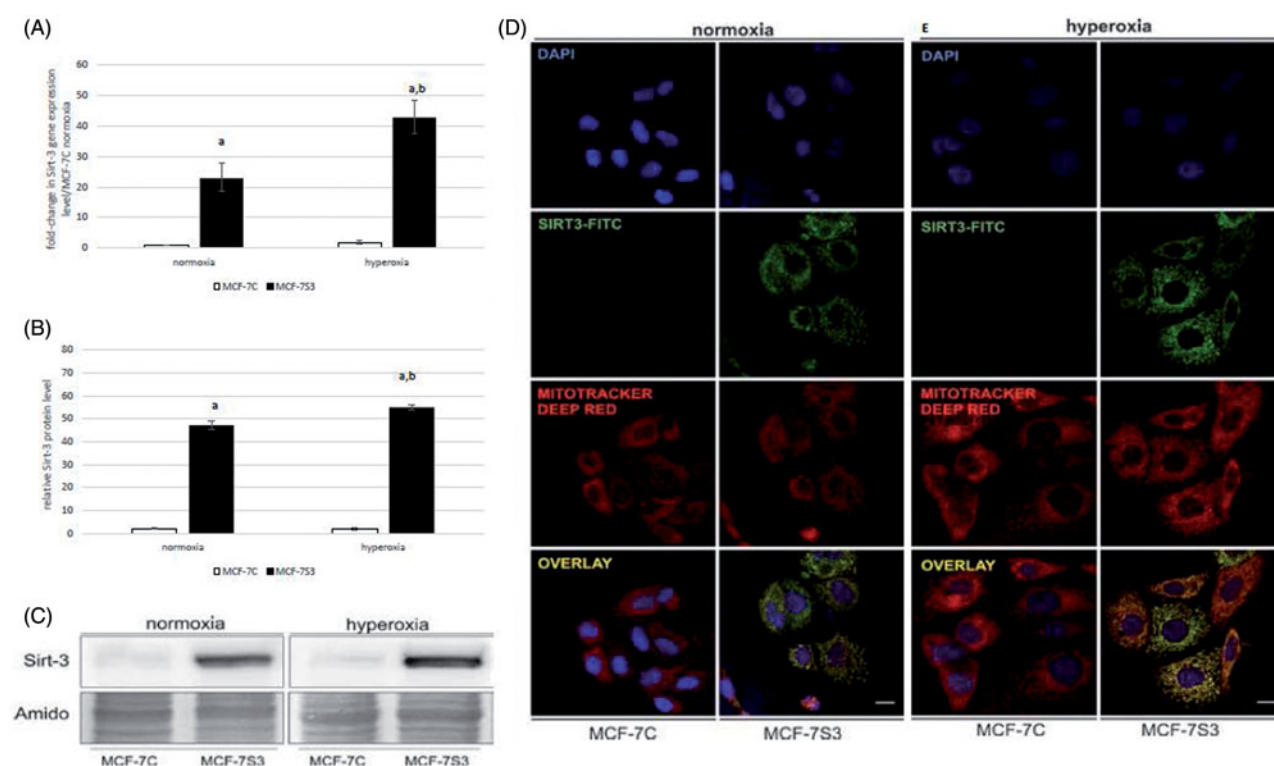 (A)
fold-change in Sirt-3 gene expression
level/MCF-7C normoxia
60
50
40
30
20
10
0
a
a,b
normoxia
hyperoxia
MCF-7C
MCF-7S3
(B)
relative Sirt-3 protein level
80
70
60
50
40
30
20
10
0
a
a,b
normoxia
hyperoxia
MCF-7C
MCF-7S3
(C)
normoxia
hyperoxia
Sirt-3
Amido
MCF-7C
MCF-7S3
MCF-7C
MCF-7S3
(D)
normoxia
DAPI
SIRT3-FITC
MITOTRACKER
DEEP RED
OVERLAY
MCF-7C
MCF-7S3
E
hyperoxia
DAPI
SIRT3-FITC
MITOTRACKER
DEEP RED
OVERLAY
MCF-7C
MCF-7S3